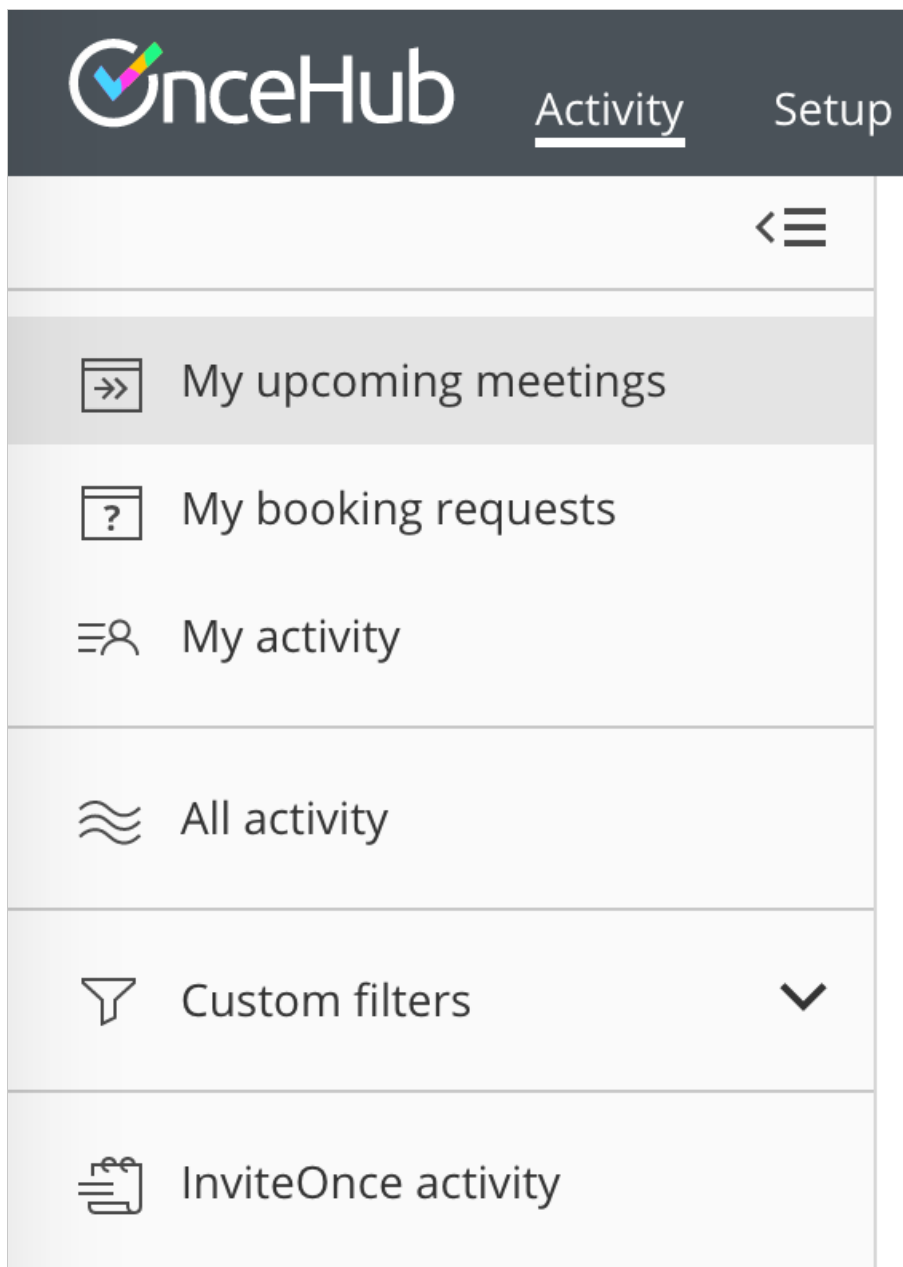 OnceHub
Activity
Setup
My upcoming meetings
?
My booking requests
My activity
All activity
Custom filters
InviteOnce activity